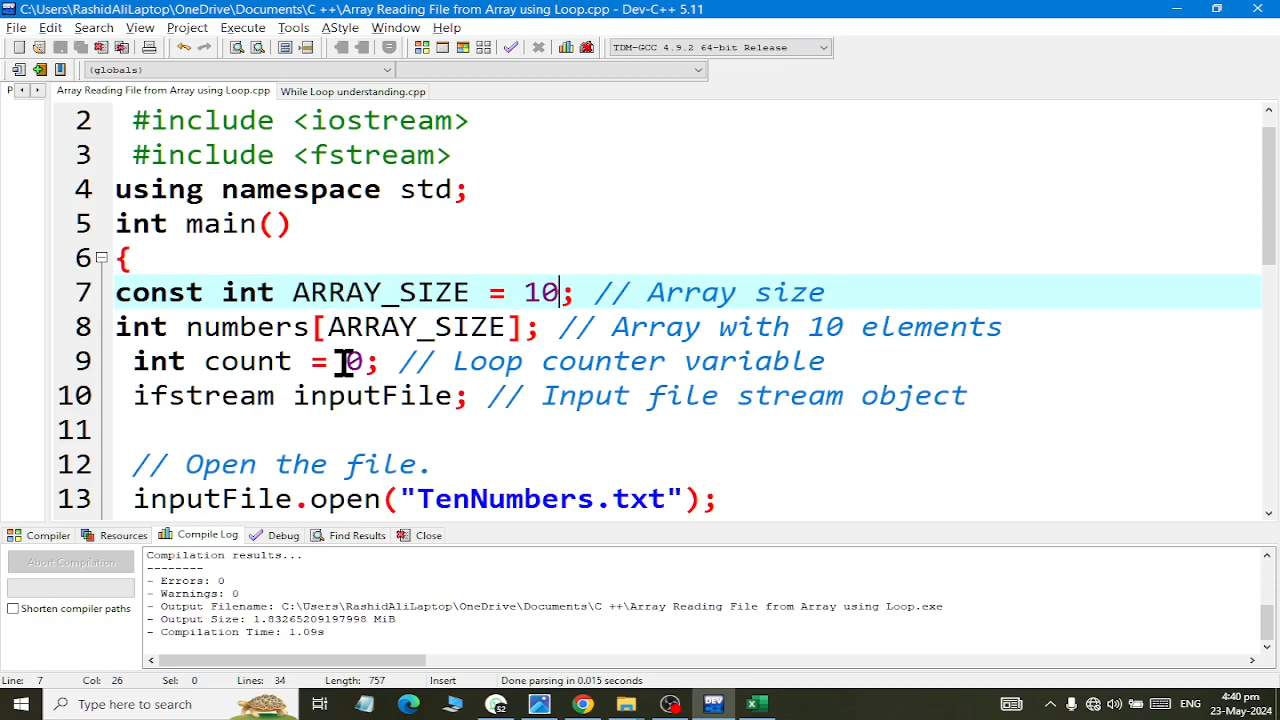 C:\Users\RashidAliLaptop\OneDrive\Documents\C ++\Array Reading File from Array using Loop.cpp - Dev-C++ 5.11
File Edit Search View Project Execute Tools AStyle Window Help
TDM-GCC 4.9.2 64-bit Release
(globals)
P Array Reading File from Array using Loop.cpp While Loop understanding.cpp
2 #include <iostream>
3 #include <fstream>
4 using namespace std;
5 int main()
6 {
7 const int ARRAY_SIZE = 10; // Array size
8 int numbers[ARRAY_SIZE]; // Array with 10 elements
9 int count = 0; // Loop counter variable
10 ifstream inputFile; // Input file stream object
11
12 // Open the file.
13 inputFile.open("TenNumbers.txt");
Compiler Resources Compile Log Debug Find Results Close
Abort Compilation
Shorten compiler paths
Compilation results...
--------
- Errors: 0
- Warnings: 0
- Output Filename: C:\Users\RashidAliLaptop\OneDrive\Documents\C ++\Array Reading File from Array using Loop.exe
- Output Size: 1.83265209197998 MiB
- Compilation Time: 1.09s
Line: 7 Col: 26 Sel: 0 Lines: 34 Length: 757 Insert Done parsing in 0.015 seconds
Type here to search
DEV
4:40 pm
23-May-2024